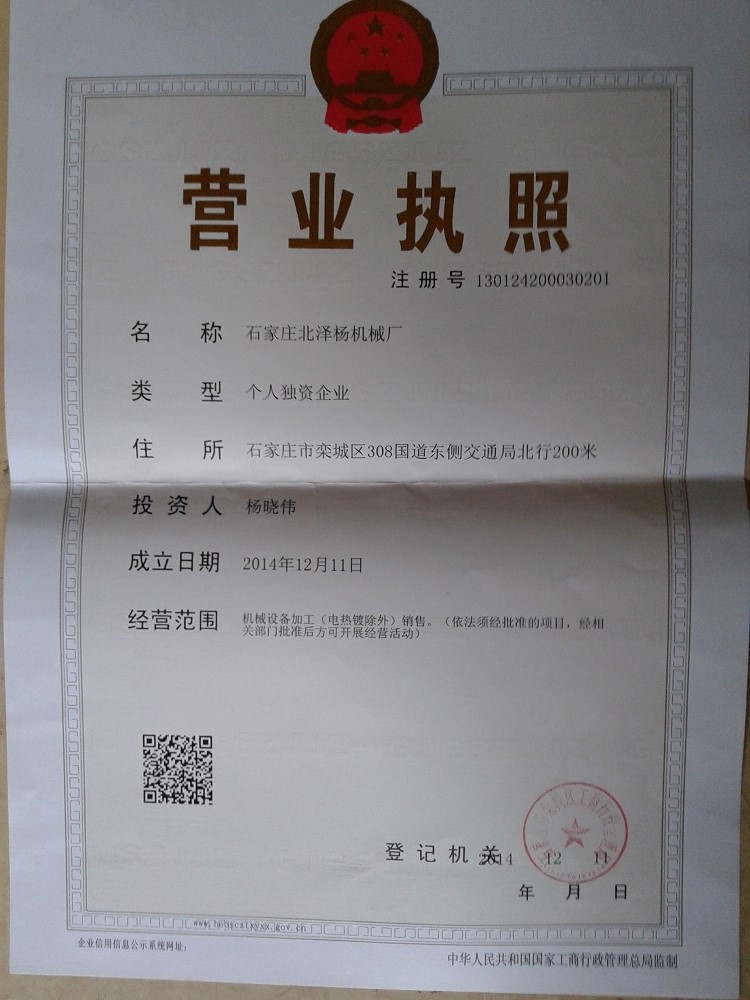 营业执照
注册号 130124200030201
名称 石家庄北泽杨机械厂
类型 个人独资企业
住所 石家庄市栾城区308国道东侧交通局北行200米
投资人 杨晓伟
成立日期 2014年12月11日
经营范围 机械设备加工（电热镀除外）销售。（依法须经批准的项目，经相
关部门批准后方可开展经营活动）
登记机关
2014 12 11
年 月 日
www.hebscztxyxx.gov.cn
企业信用信息公示系统网址：
中华人民共和国国家工商行政管理总局监制